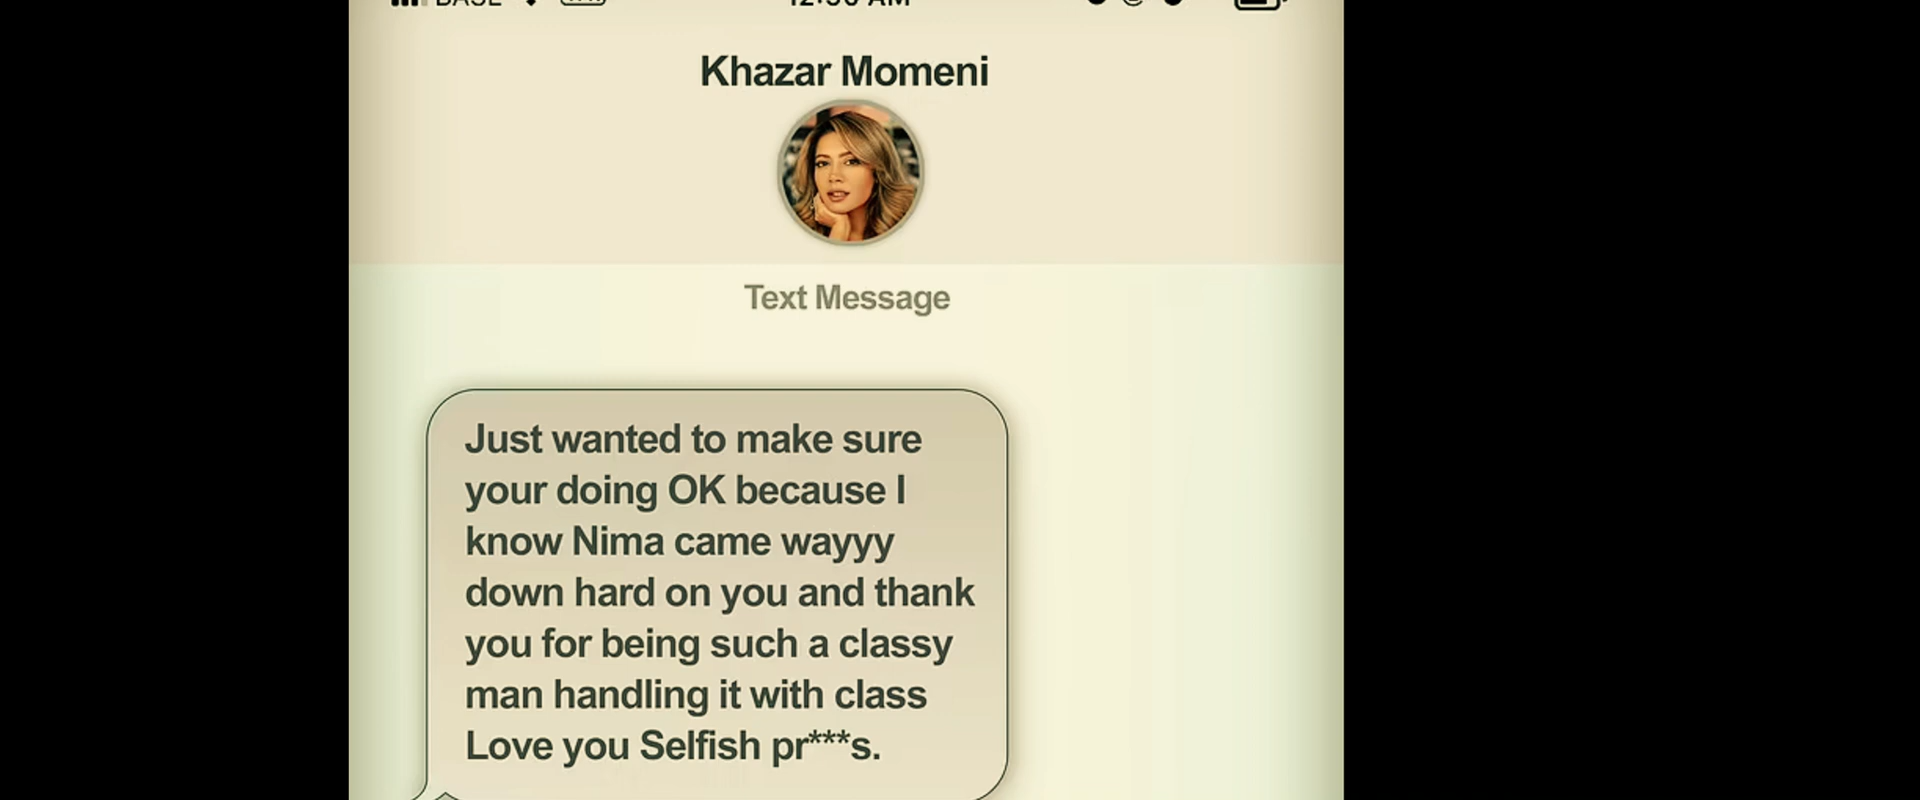 Khazar Momeni
Text Message
Just wanted to make sure
your doing OK because I
know Nima came wayyy
down hard on you and thank
you for being such a classy
man handling it with class
Love you Selfish pr***s.